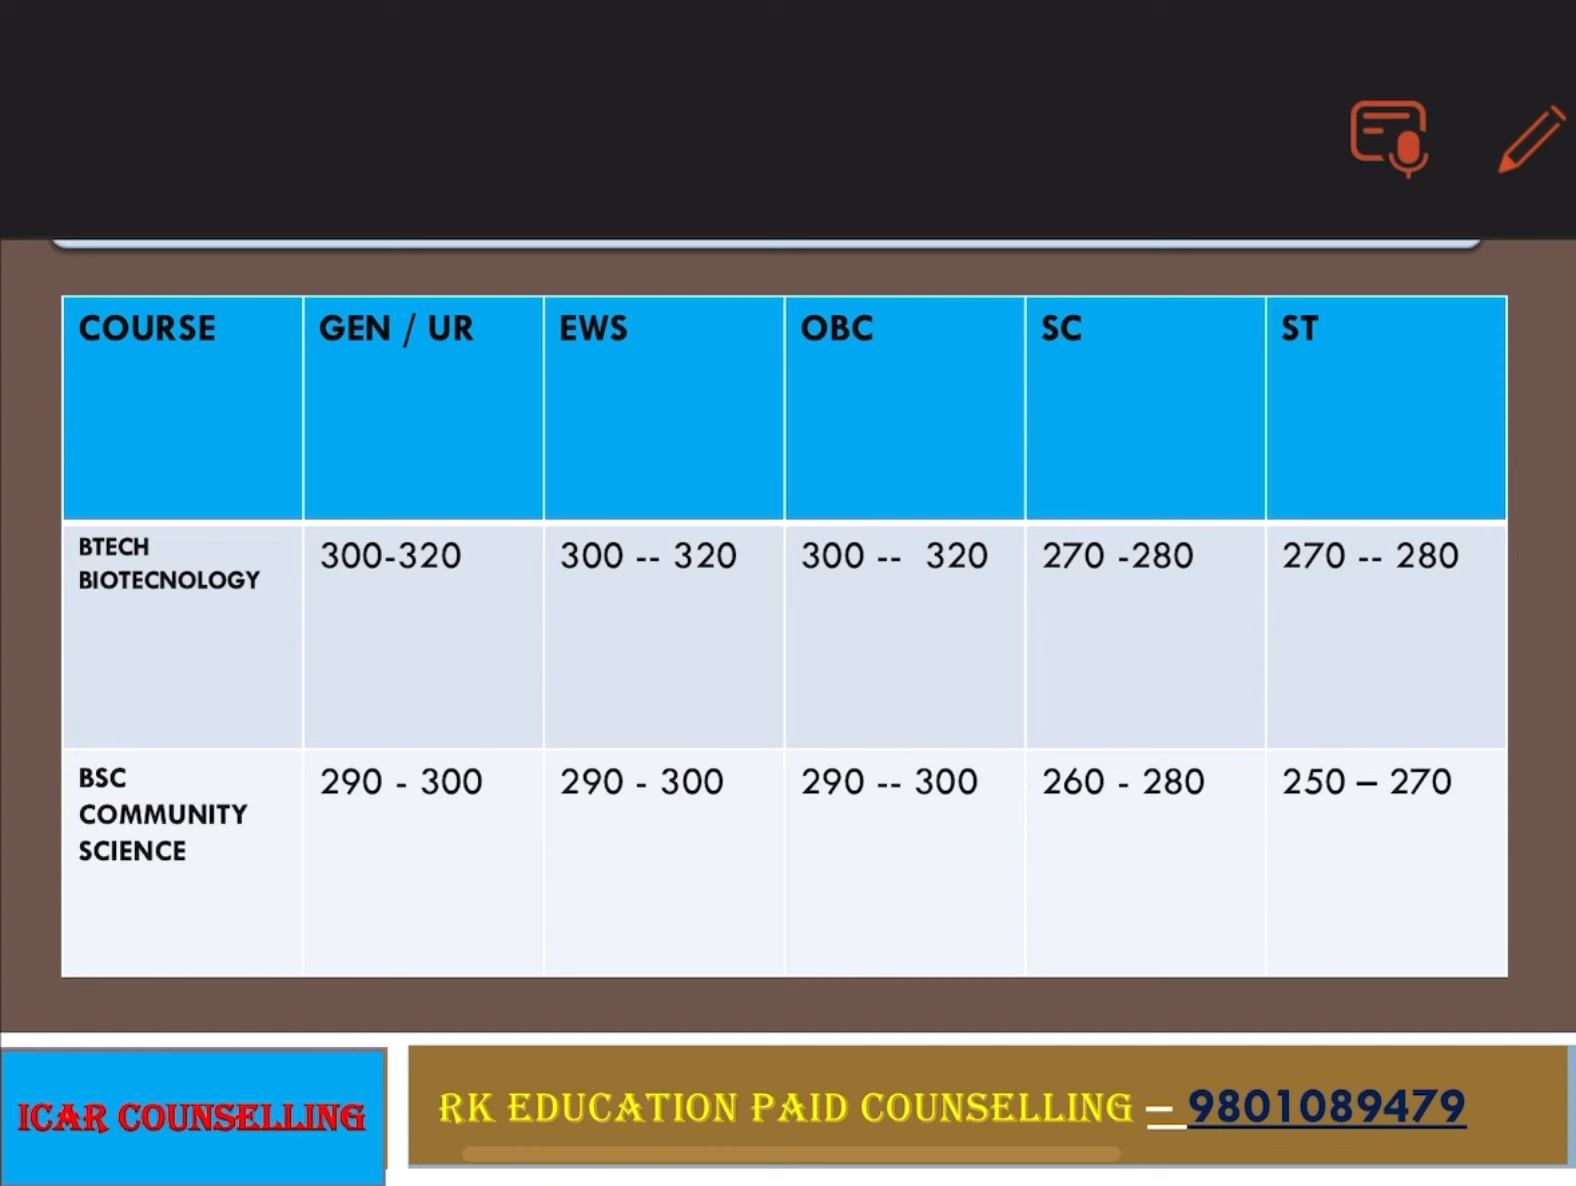 COURSE GEN / UR EWS OBC SC ST
BTECH 300-320 300 -- 320 300 -- 320 270 -280 270 -- 280
BIOTECNOLOGY
BSC 290 - 300 290 - 300 290 -- 300 260 - 280 250 – 270
COMMUNITY
SCIENCE
ICAR COUNSELLING
RK EDUCATION PAID COUNSELLING – 9801089479